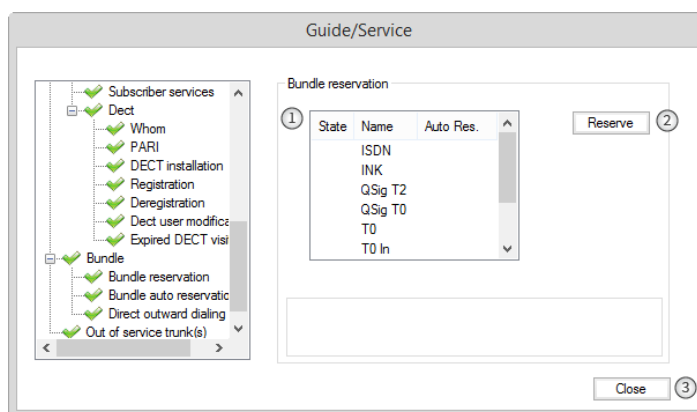 Guide/Service
Subscriber services
Dect
Whom
PARI
DECT installation
Registration
Deregistration
Dect user modifica
Expired DECT visi
Bundle
Bundle reservation
Bundle auto reservatic
Direct outward dialing
Out of service trunk(s)
Bundle reservation
1
State Name Auto Res.
ISDN
INK
QSig T2
QSig T0
T0
T0 In
Reserve 2
Close 3